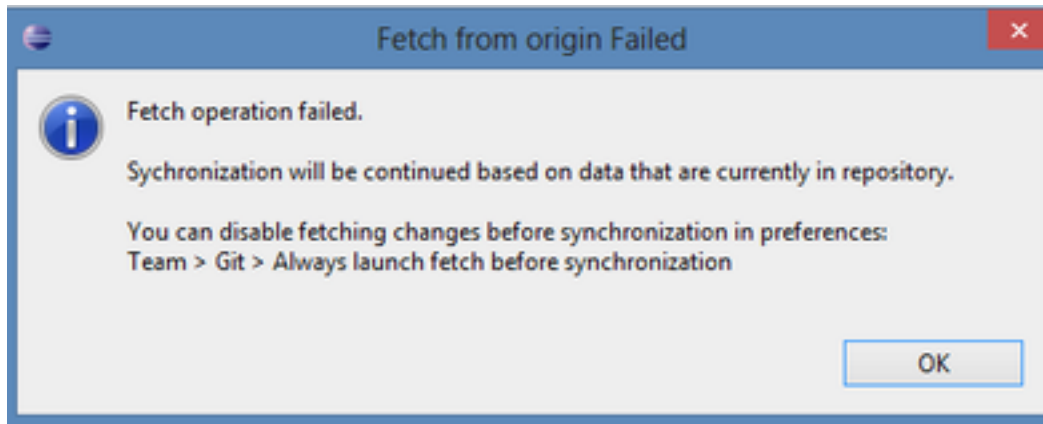 Fetch from origin Failed
Fetch operation failed.
Sychronization will be continued based on data that are currently in repository.
You can disable fetching changes before synchronization in preferences:
Team > Git > Always launch fetch before synchronization
OK